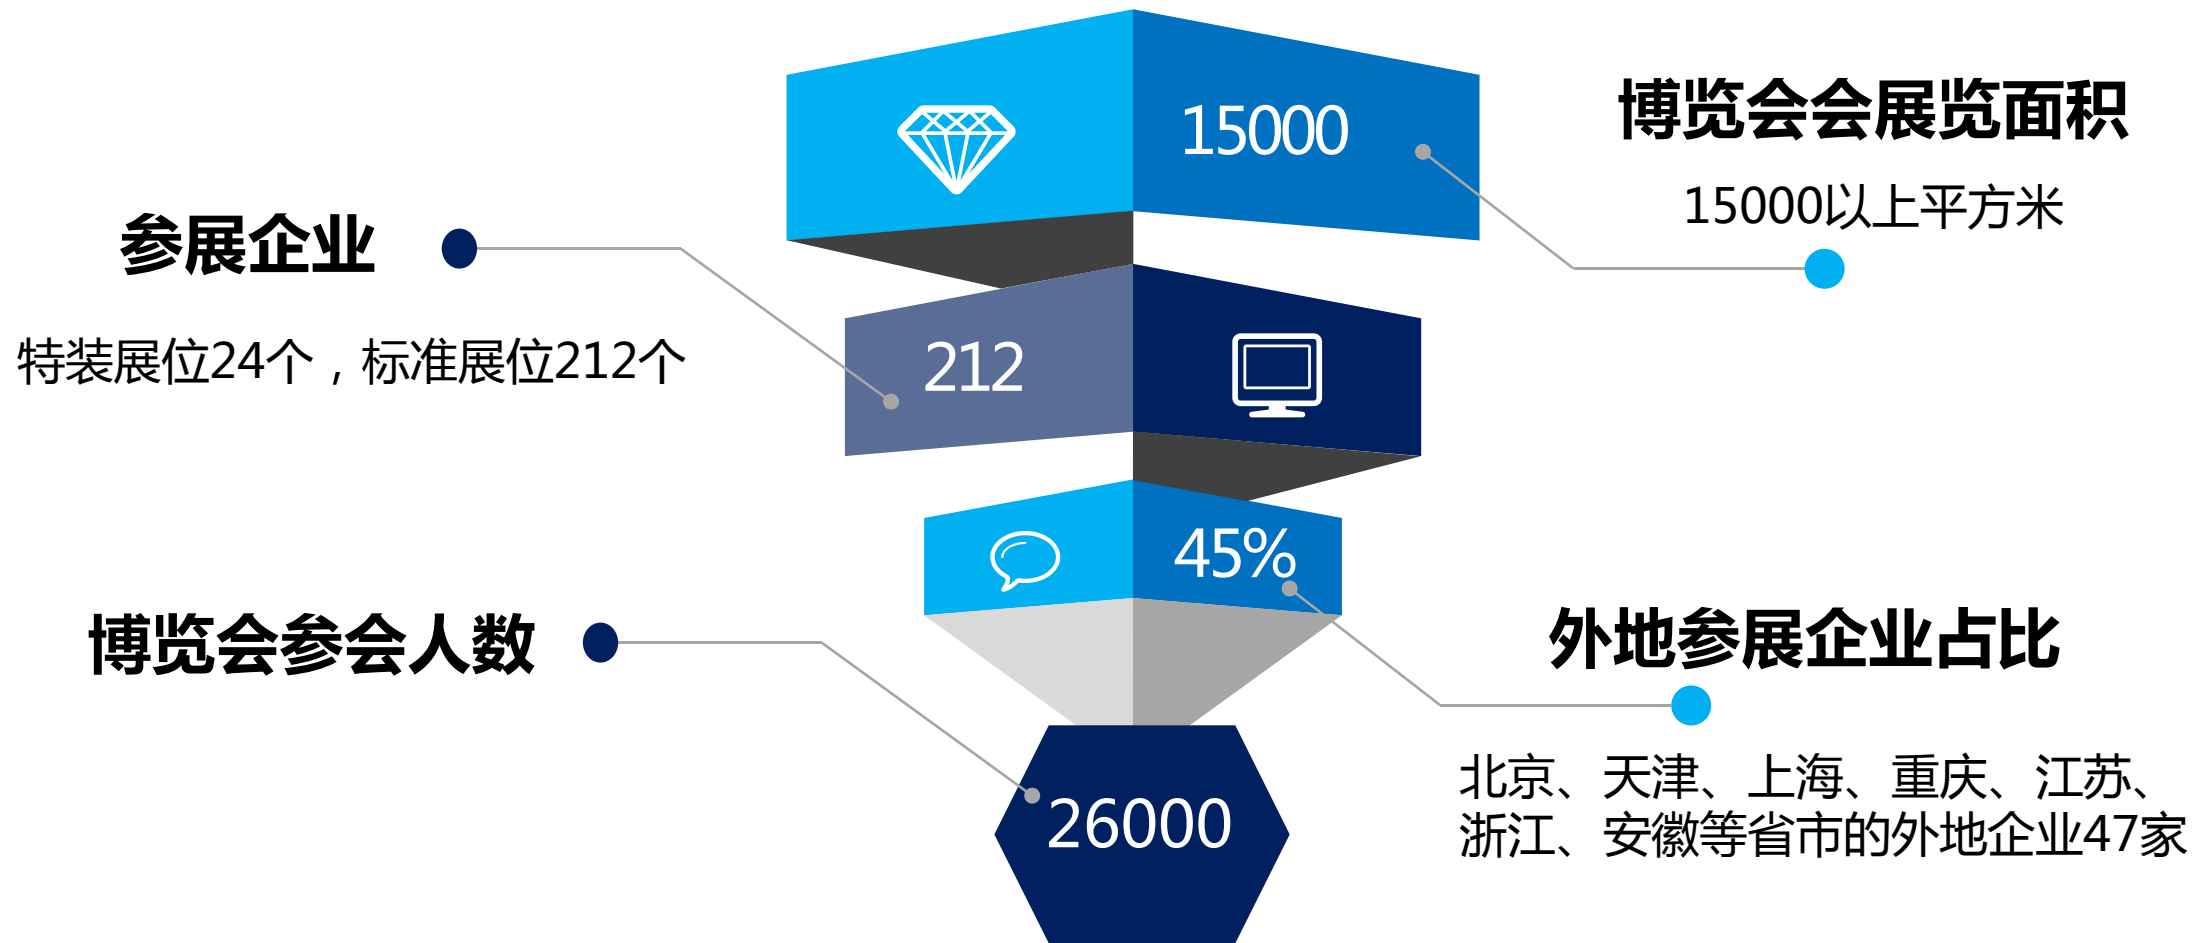 博览会会展览面积
15000
15000以上平方米
参展企业
特装展位24个，标准展位212个
212
45%
博览会参会人数
外地参展企业占比
北京、天津、上海、重庆、江苏、
浙江、安徽等省市的外地企业47家
26000